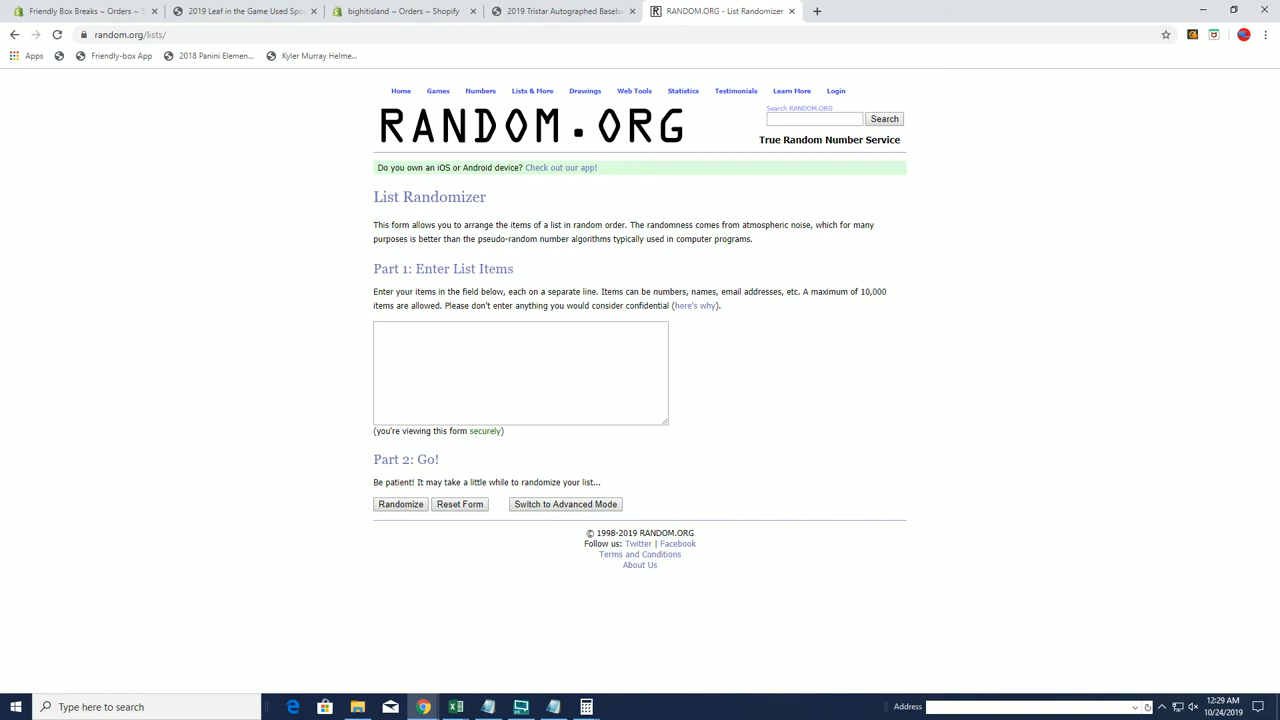 Friendly Box Breaks ~ Orders ~ S
2019 Leaf in the Game Used Spo
bighitisland ~ Orders ~ Shopify
2019 Tristar Autographed Baseb
RANDOM.ORG - List Randomizer
random.org/lists/
Apps
Friendly-box App
2018 Panini Elemen...
Kyler Murray Helme...
Home Games Numbers Lists & More Drawings Web Tools Statistics Testimonials Learn More Login
RANDOM.ORG
Search RANDOM.ORG
Search
True Random Number Service
Do you own an iOS or Android device? Check out our app!
List Randomizer
This form allows you to arrange the items of a list in random order. The randomness comes from atmospheric noise, which for many
purposes is better than the pseudo-random number algorithms typically used in computer programs.
Part 1: Enter List Items
Enter your items in the field below, each on a separate line. Items can be numbers, names, email addresses, etc. A maximum of 10,000
items are allowed. Please don't enter anything you would consider confidential (here's why).
(you're viewing this form securely)
Part 2: Go!
Be patient! It may take a little while to randomize your list...
Randomize Reset Form Switch to Advanced Mode
© 1998-2019 RANDOM.ORG
Follow us: Twitter | Facebook
Terms and Conditions
About Us
Type here to search
Address
12:29 AM
10/24/2019